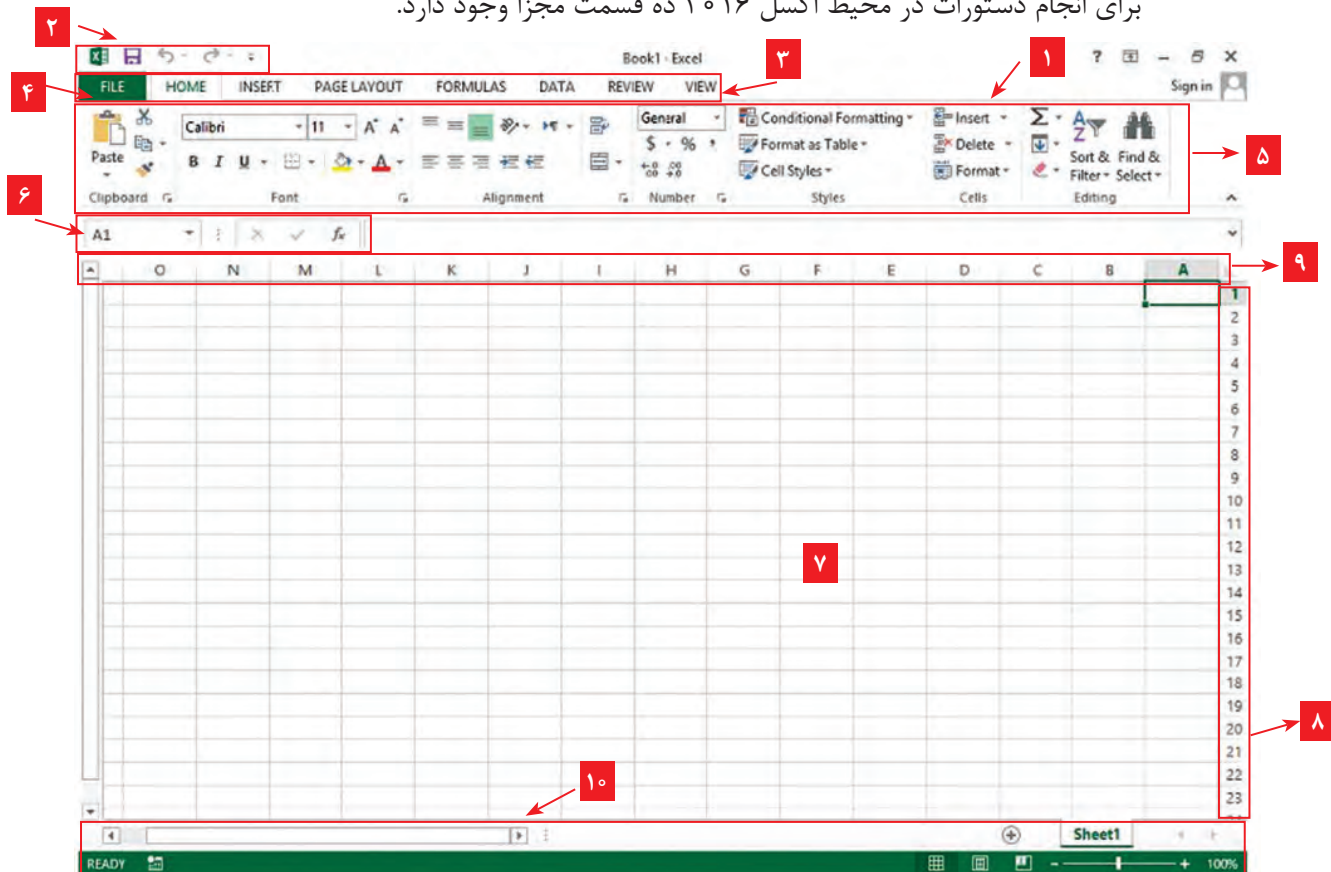 برای انجام دستورات در محیط اکسل ۲۰۱۶ ده قسمت مجزا وجود دارد.
۲
Book1 - Excel
۳
۱
?
۴
FILE HOME INSERT PAGE LAYOUT FORMULAS DATA REVIEW VIEW
Sign in
Calibri 11 A A
General
Conditional Formatting
Insert
Σ
A Z
Paste
B I U
A
$ % ,
Format as Table
Delete
Sort & Filter
Find & Select
.00
Cell Styles
Format
۵
Clipboard Font Alignment Number Styles Cells Editing
۶
A1
fx
O N M L K J I H G F E D C B A
۹
1
2
3
4
5
6
7
8
9
10
11
12
13
14
15
16
17
18
19
20
21
22
23
۷
۸
۱۰
Sheet1
READY
100%